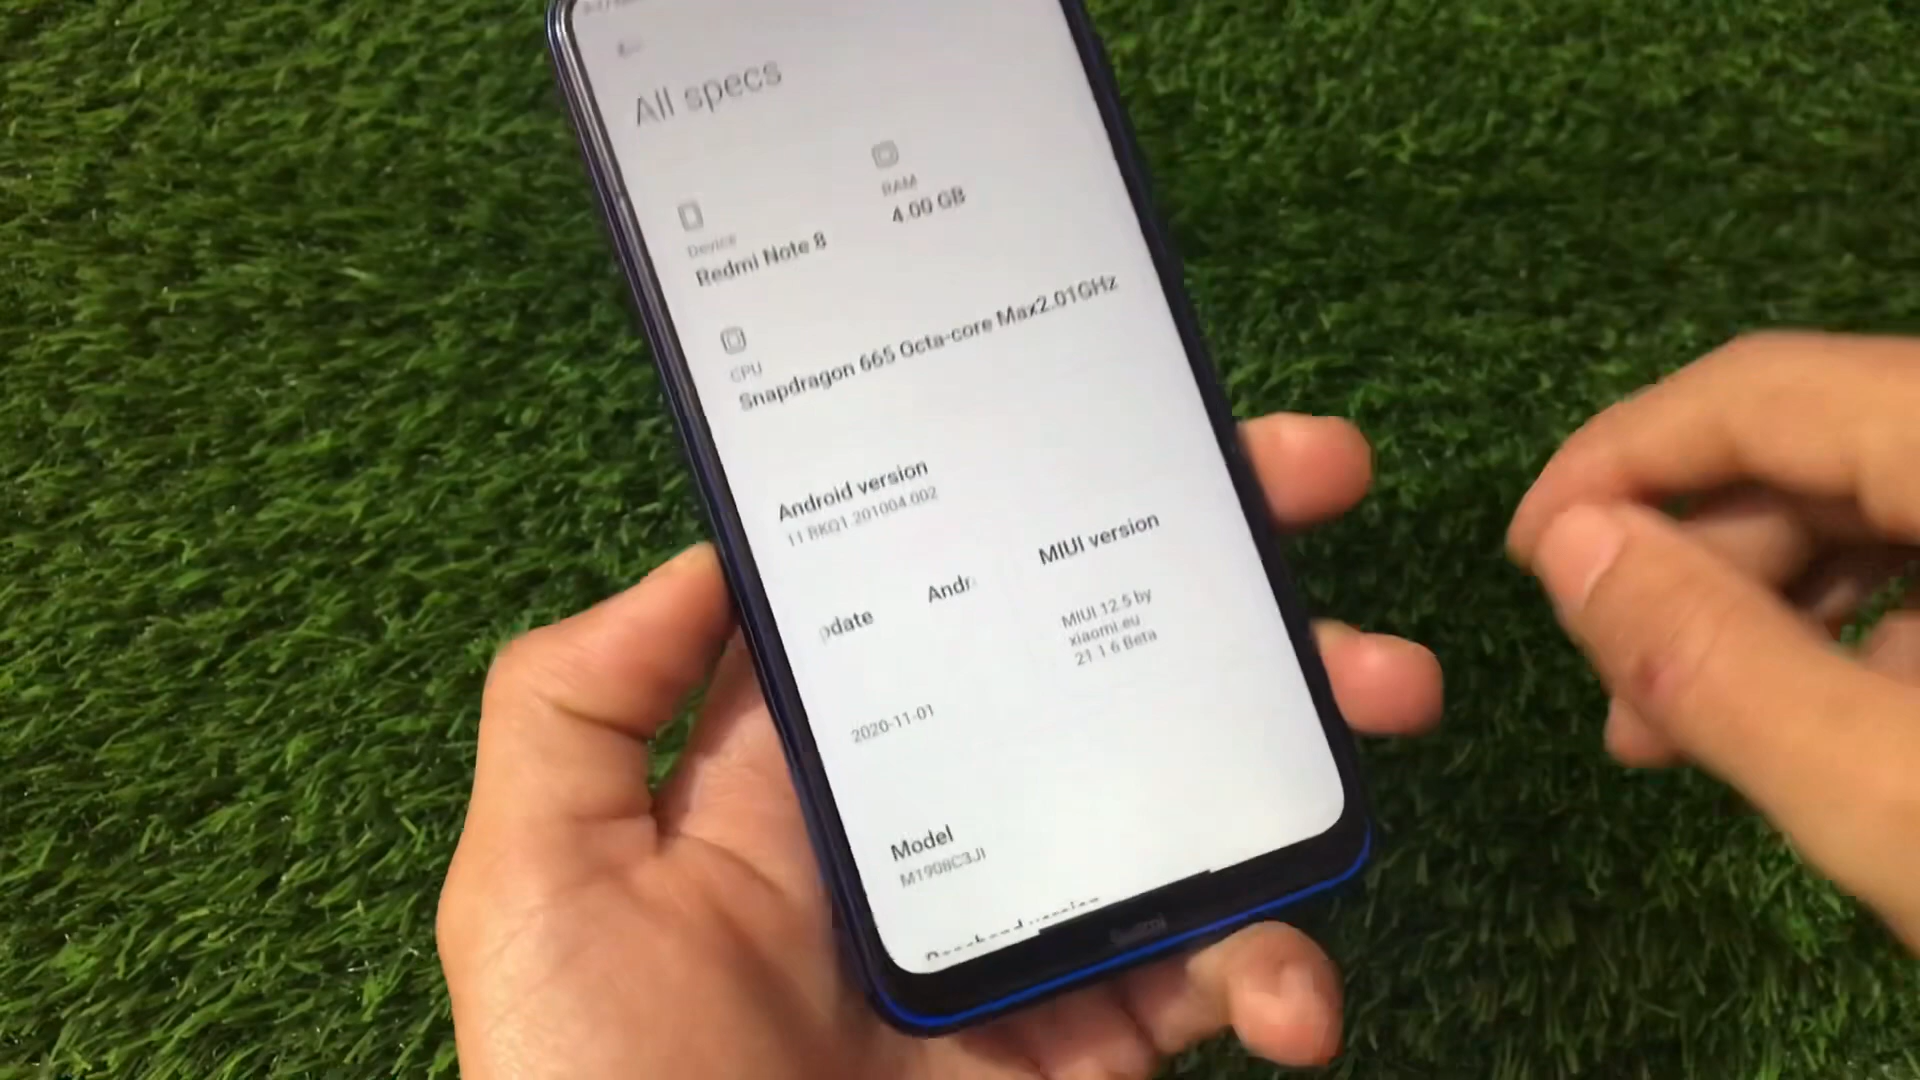 All specs
Device
Redmi Note 8
RAM
4.00 GB
CPU
Snapdragon 665 Octa-core Max2.01GHz
Android version
11 RKQ1.201004.002
pdate
Andr
2020-11-01
MIUI version
MIUI 12.5 by
xiaomi.eu
21.1.6 Beta
Model
M1908C3JI
Redmi